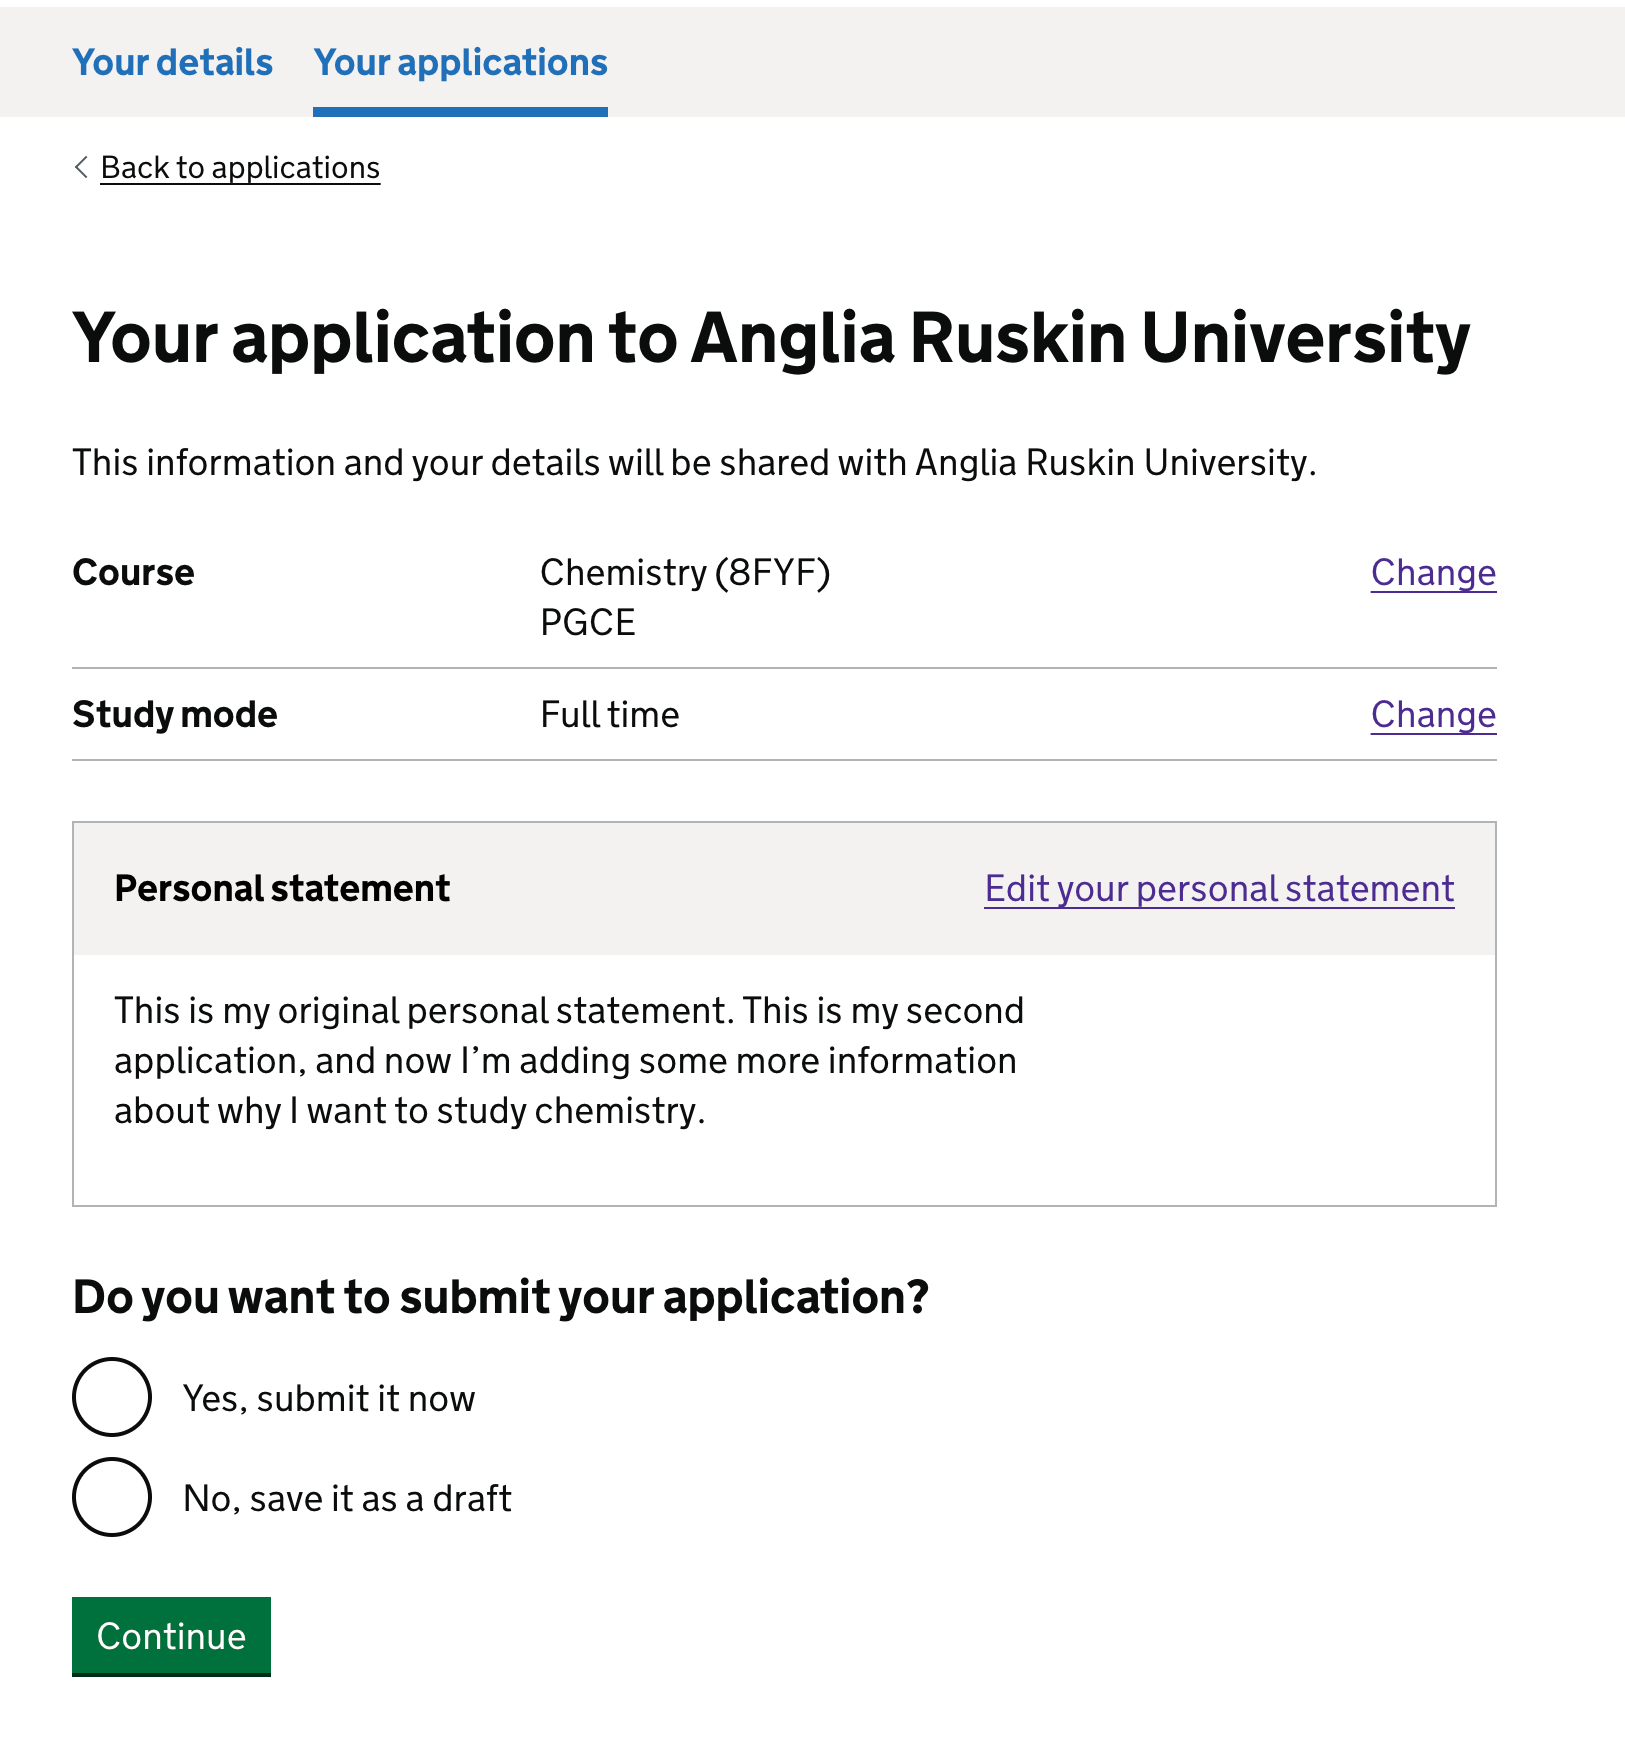 Your details Your applications
Back to applications
Your application to Anglia Ruskin University
This information and your details will be shared with Anglia Ruskin University.
Course Chemistry (8FYF) Change
PGCE
Study mode Full time Change
Personal statement Edit your personal statement
This is my original personal statement. This is my second
application, and now I’m adding some more information
about why I want to study chemistry.
Do you want to submit your application?
Yes, submit it now
No, save it as a draft
Continue